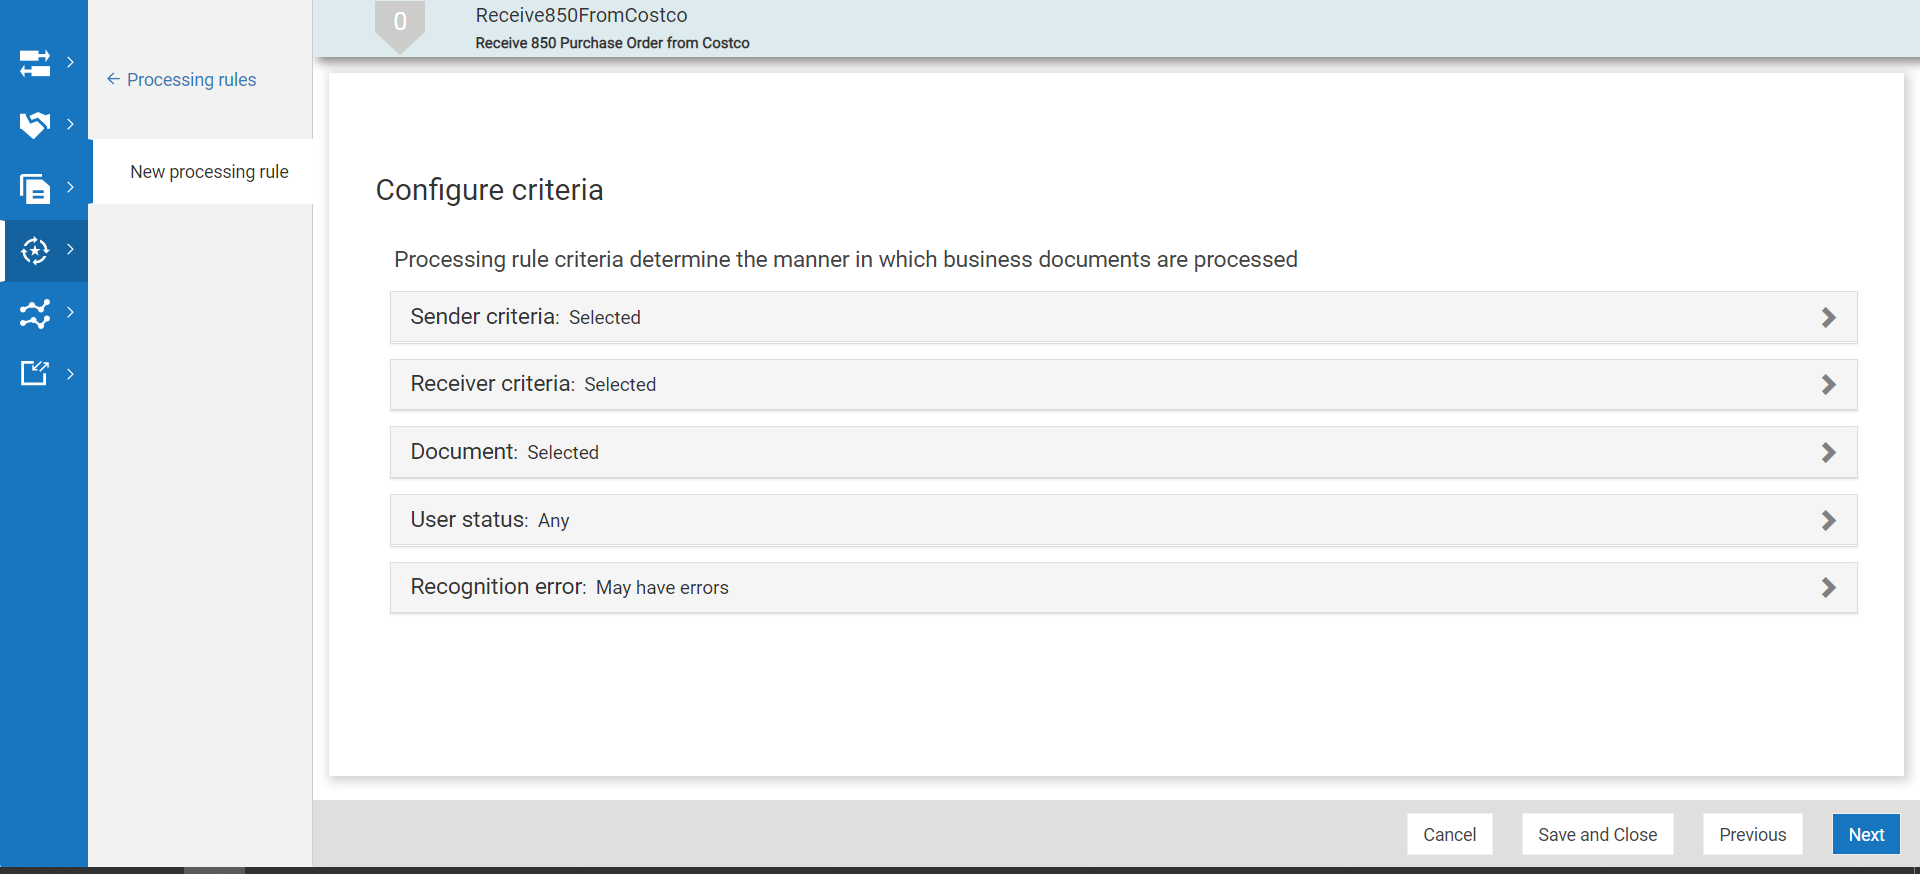 0
Receive850FromCostco
Receive 850 Purchase Order from Costco
← Processing rules
New processing rule
Configure criteria
Processing rule criteria determine the manner in which business documents are processed
Sender criteria: Selected
Receiver criteria: Selected
Document: Selected
User status: Any
Recognition error: May have errors
Cancel Save and Close Previous Next